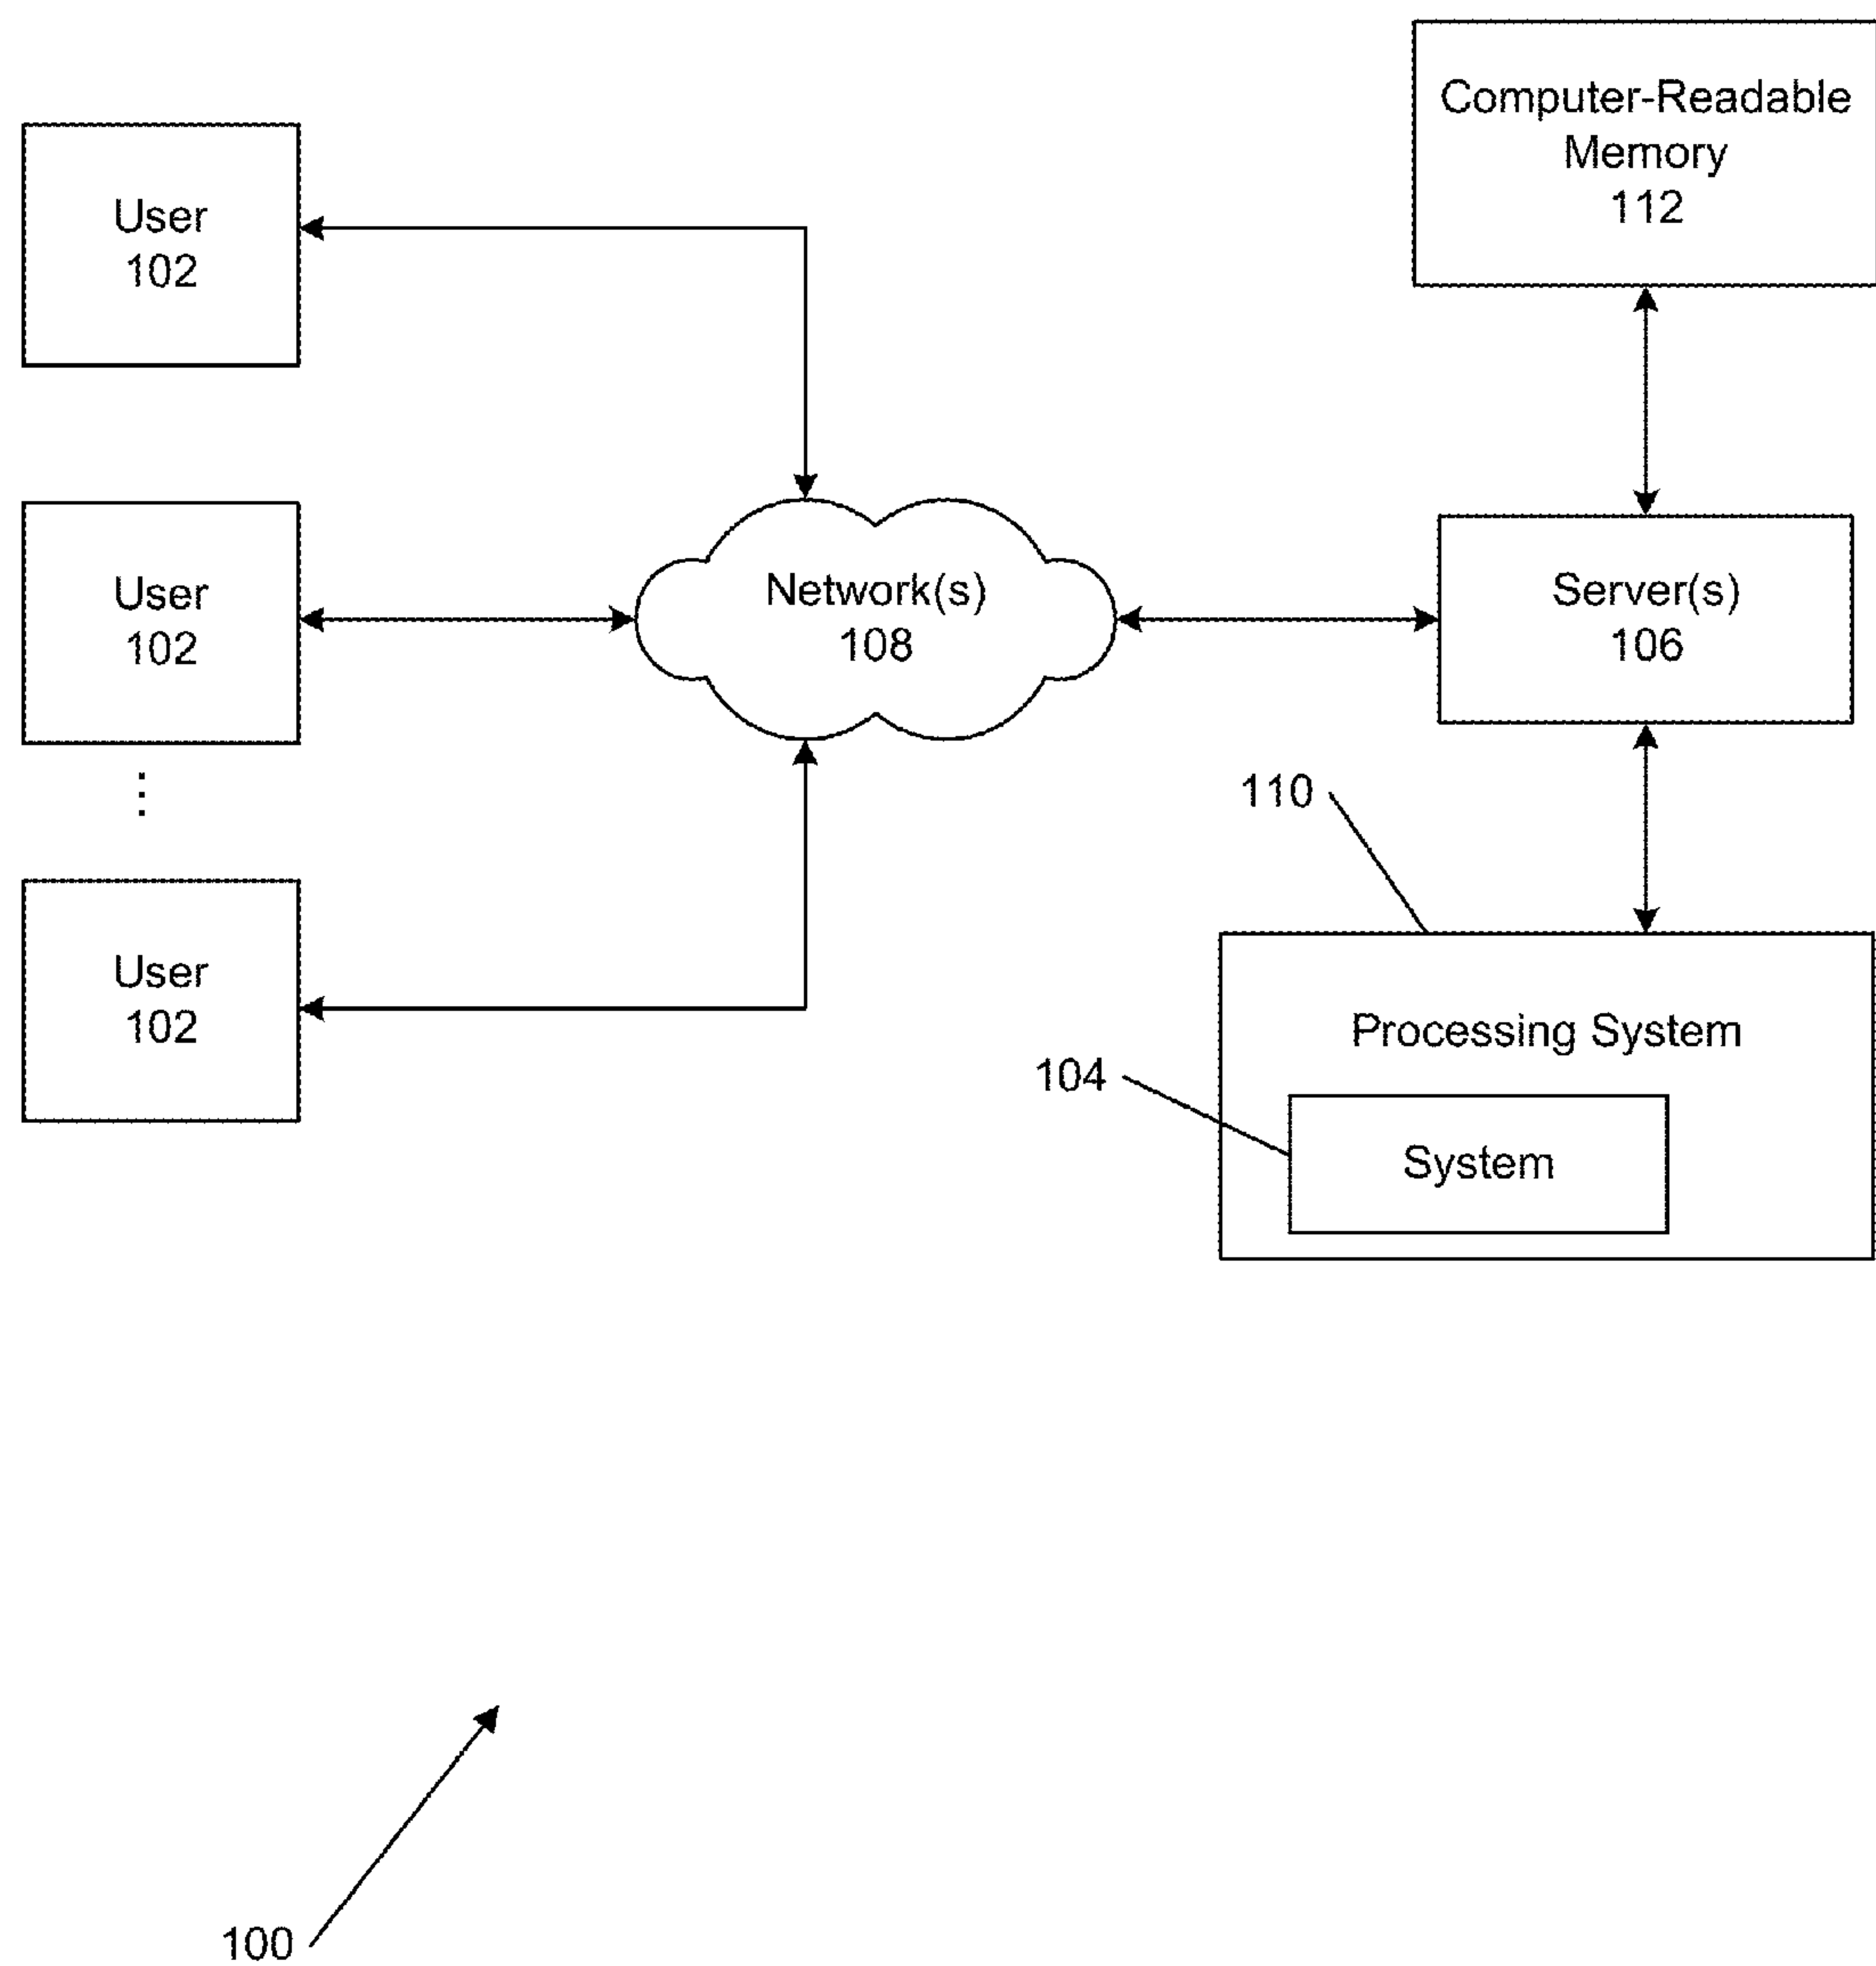 Computer-Readable
Memory
112
User
102
User
102
Network(s)
108
Server(s)
106
110
User
102
Processing System
104
System
100